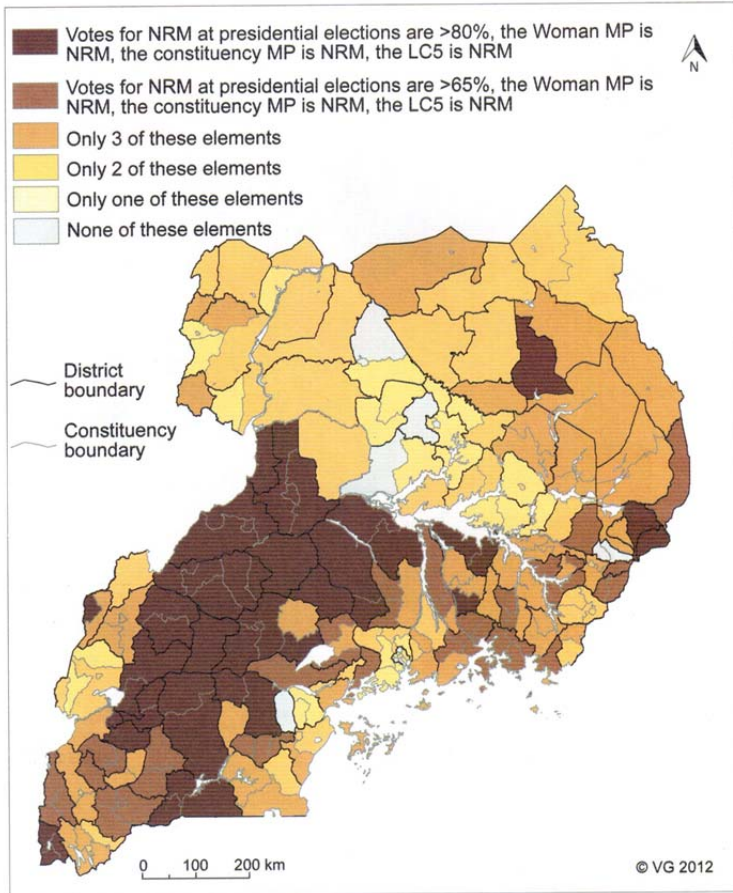 Votes for NRM at presidential elections are >80%, the Woman MP is
NRM, the constituency MP is NRM, the LC5 is NRM
Votes for NRM at presidential elections are >65%, the Woman MP is
NRM, the constituency MP is NRM, the LC5 is NRM
Only 3 of these elements
Only 2 of these elements
Only one of these elements
None of these elements
N
District
boundary
Constituency
boundary
0 100 200 km
© VG 2012